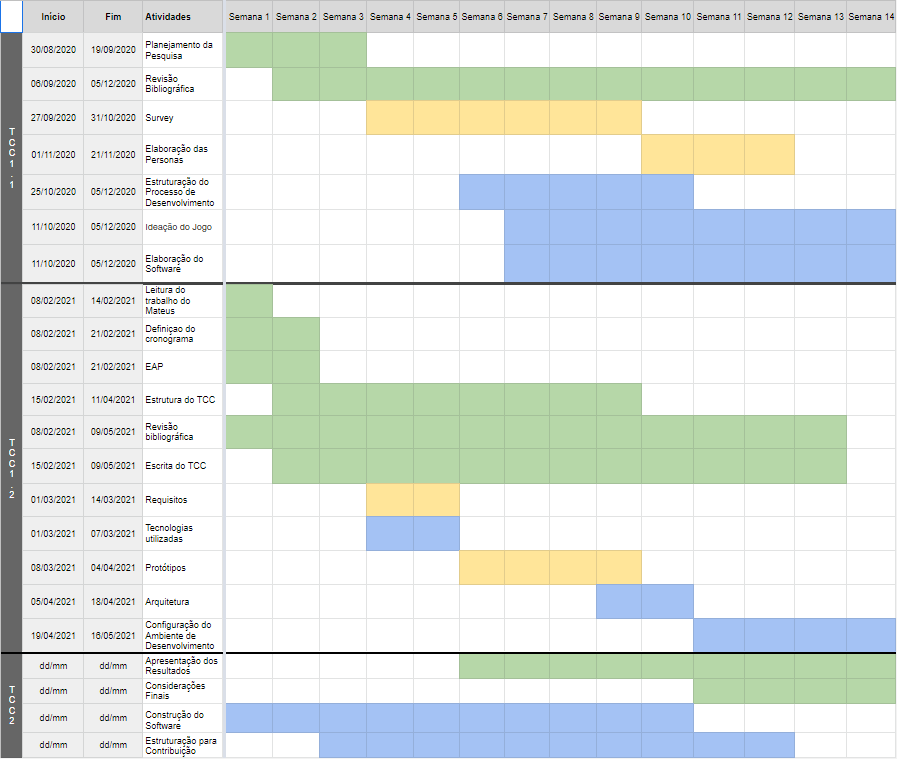 Início Fim Atividades Semana 1 Semana 2 Semana 3 Semana 4 Semana 5 Semana 6 Semana 7 Semana 8 Semana 9 Semana 10 Semana 11 Semana 12 Semana 13 Semana 14
TCC1.1
30/08/2020 19/09/2020 Planejamento da
Pesquisa
06/09/2020 05/12/2020 Revisão
Bibliográfica
27/09/2020 31/10/2020 Survey
01/11/2020 21/11/2020 Elaboração das
Personas
25/10/2020 05/12/2020 Estruturação do
Processo de
Desenvolvimento
11/10/2020 05/12/2020 Ideação do Jogo
11/10/2020 05/12/2020 Elaboração do
Software
TCC1.2
08/02/2021 14/02/2021 Leitura do
trabalho do
Mateus
08/02/2021 21/02/2021 Definiçao do
cronograma
08/02/2021 21/02/2021 EAP
15/02/2021 11/04/2021 Estrutura do TCC
08/02/2021 09/05/2021 Revisão
bibliográfica
15/02/2021 09/05/2021 Escrita do TCC
01/03/2021 14/03/2021 Requisitos
01/03/2021 07/03/2021 Tecnologias
utilizadas
08/03/2021 04/04/2021 Protótipos
05/04/2021 18/04/2021 Arquitetura
19/04/2021 16/05/2021 Configuração do
Ambiente de
Desenvolvimento
TCC2
dd/mm dd/mm Apresentação dos
Resultados
dd/mm dd/mm Considerações
Finais
dd/mm dd/mm Construção do
Software
dd/mm dd/mm Estruturação para
Contribuição